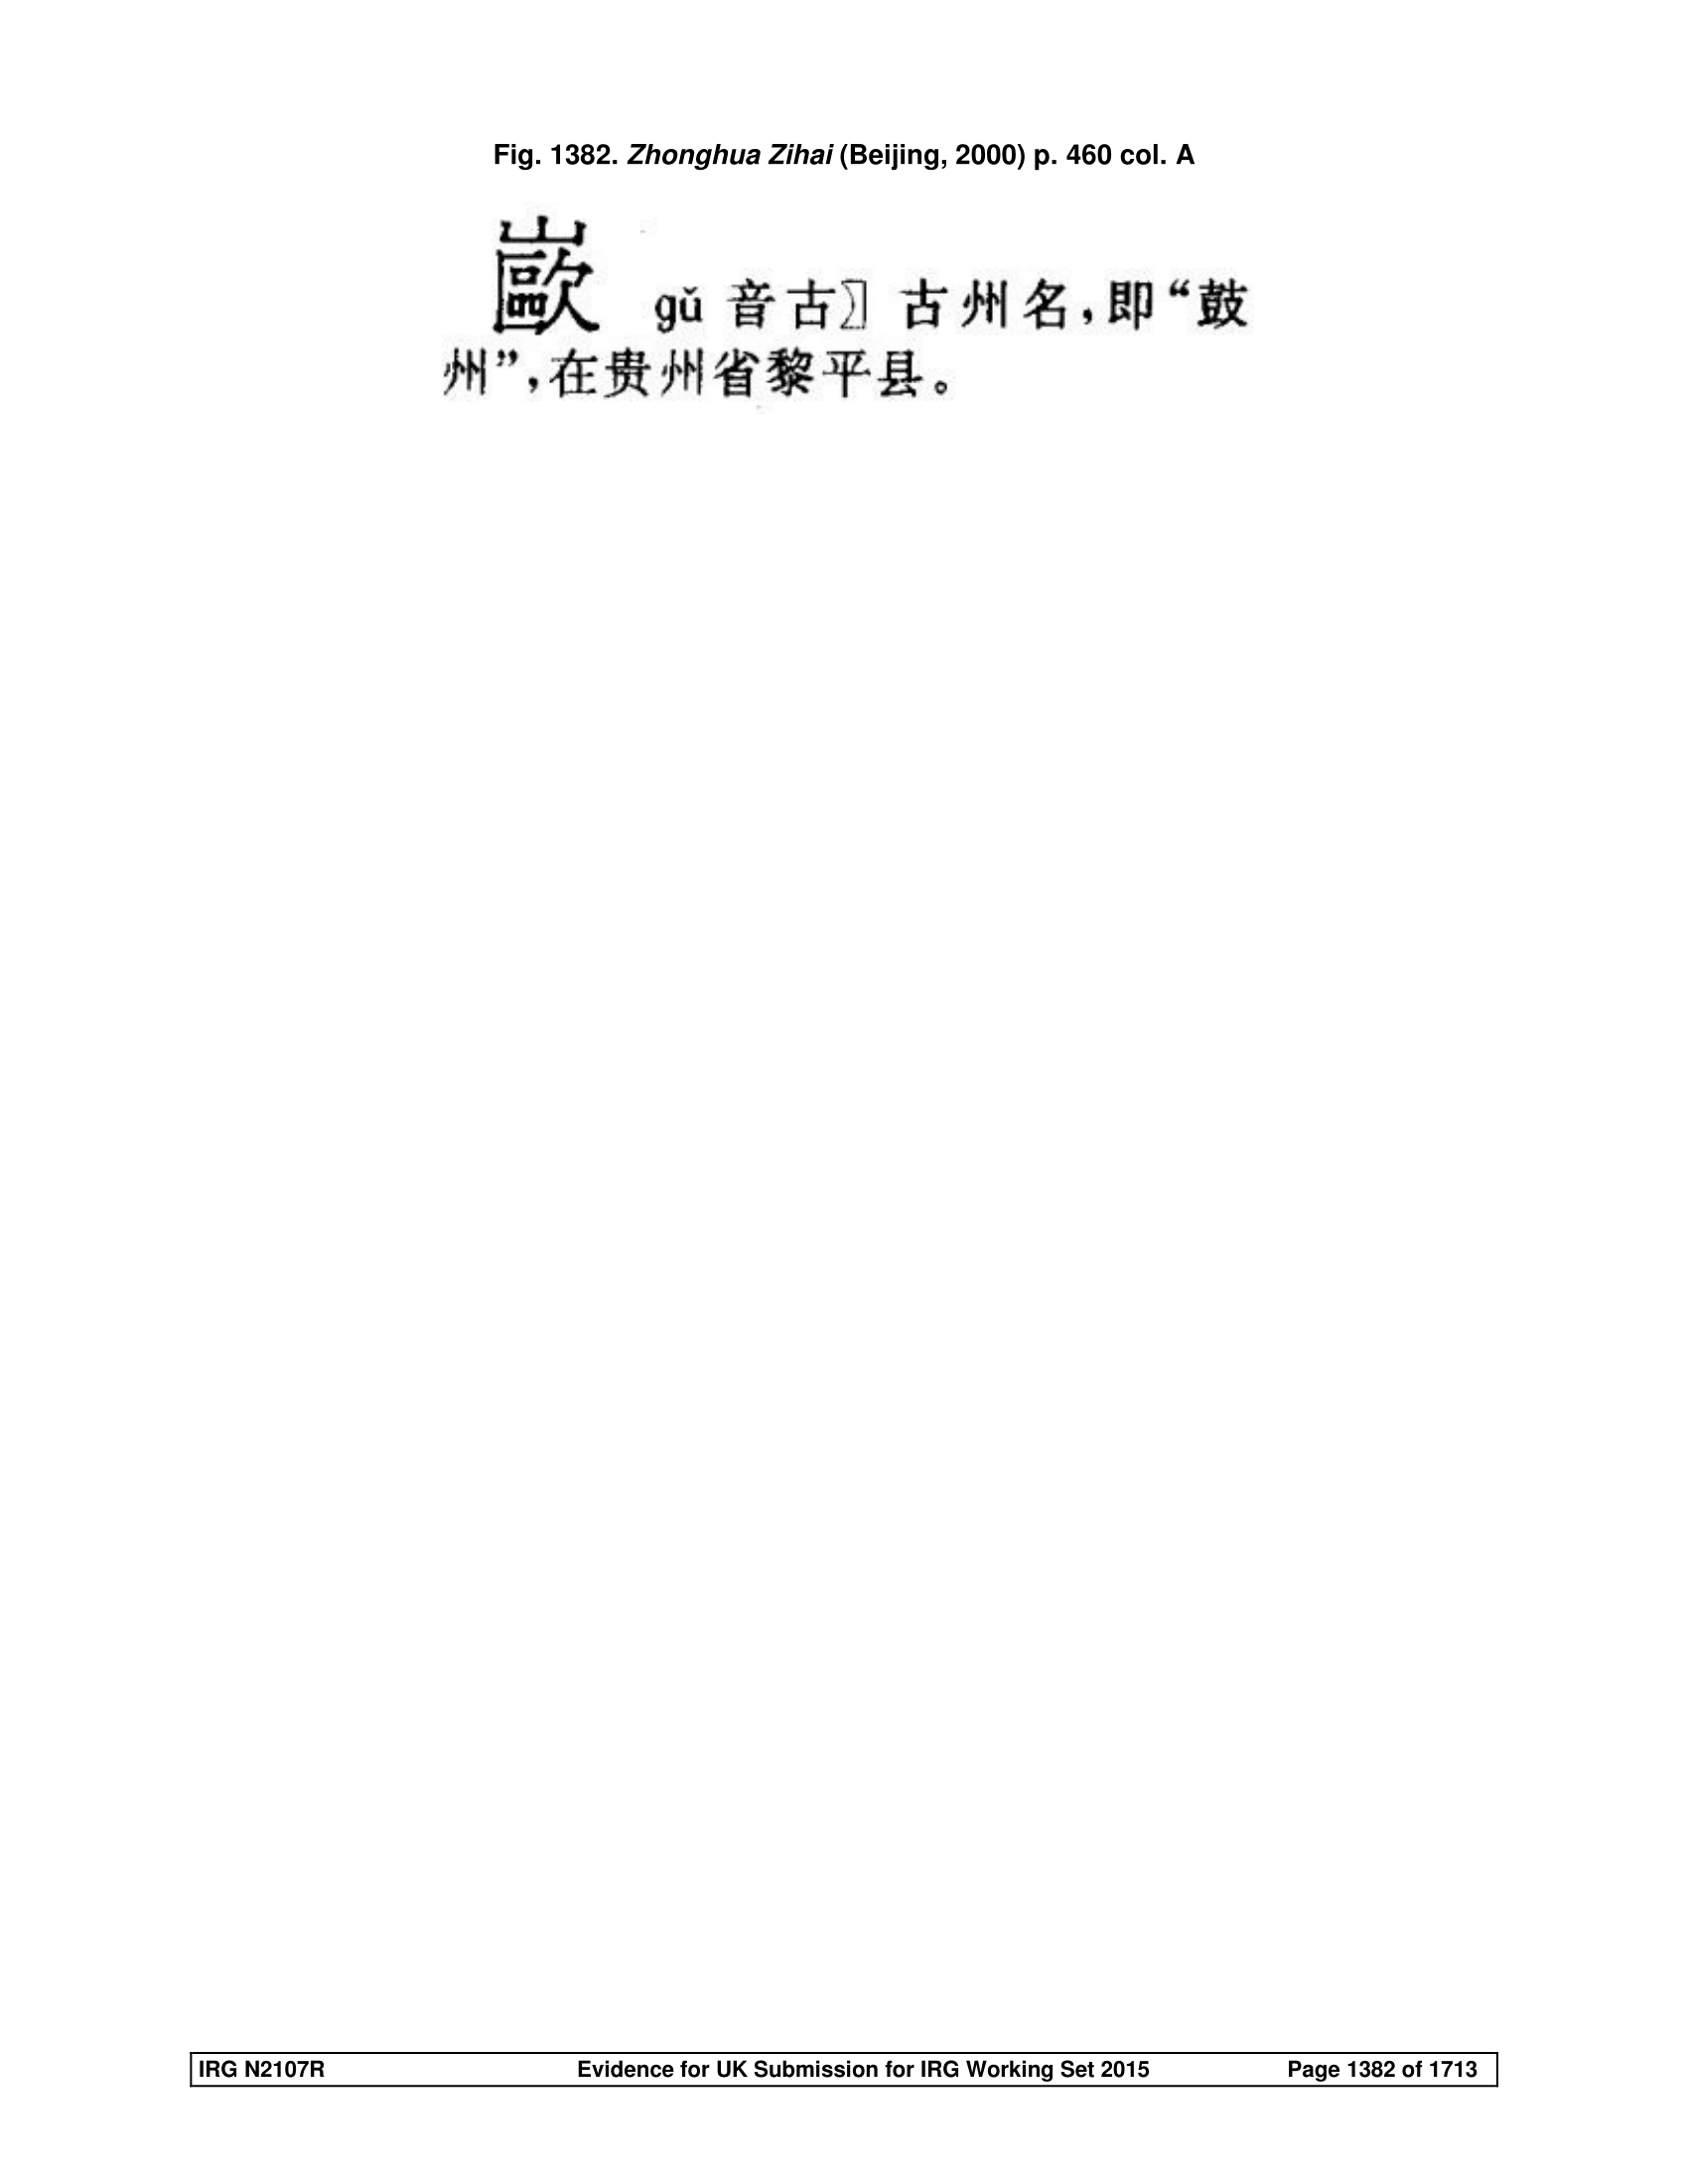 Fig. 1382. Zhonghua Zihai (Beijing, 2000) p. 460 col. A
⿱山歐 gǔ 音古〗 古州名,即“鼓
州”,在贵州省黎平县。
IRG N2107R Evidence for UK Submission for IRG Working Set 2015 Page 1382 of 1713